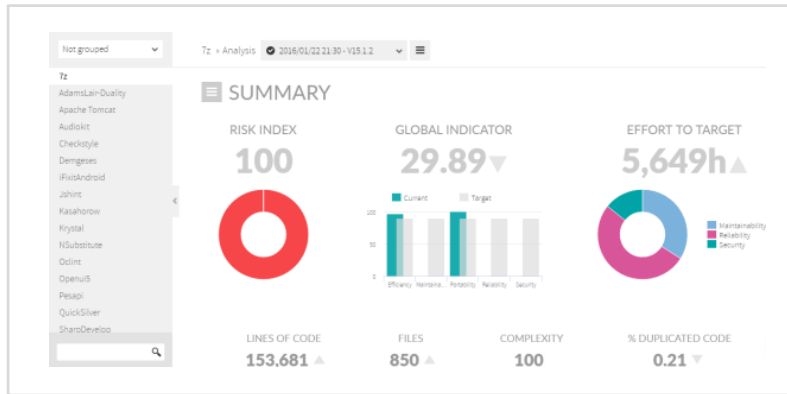 Not grouped
7z » Analysis 2016/01/22 21:30 - V15.1.2
7z
AdamsLair-Duality
Apache Tomcat
Audiokit
Checkstyle
Demgeses
iFixitAndroid
Jshint
Kasahorow
Krystal
NSubstitute
Oclint
Openui5
Pesapi
QuickSilver
SharpDevelop
SUMMARY
RISK INDEX
100
GLOBAL INDICATOR
29.89
Current Target
100
50
0
Efficiency Maintaina... Portability Reliability Security
EFFORT TO TARGET
5,649h
Maintainability
Reliability
Security
LINES OF CODE FILES COMPLEXITY % DUPLICATED CODE
153,681 850 100 0.21